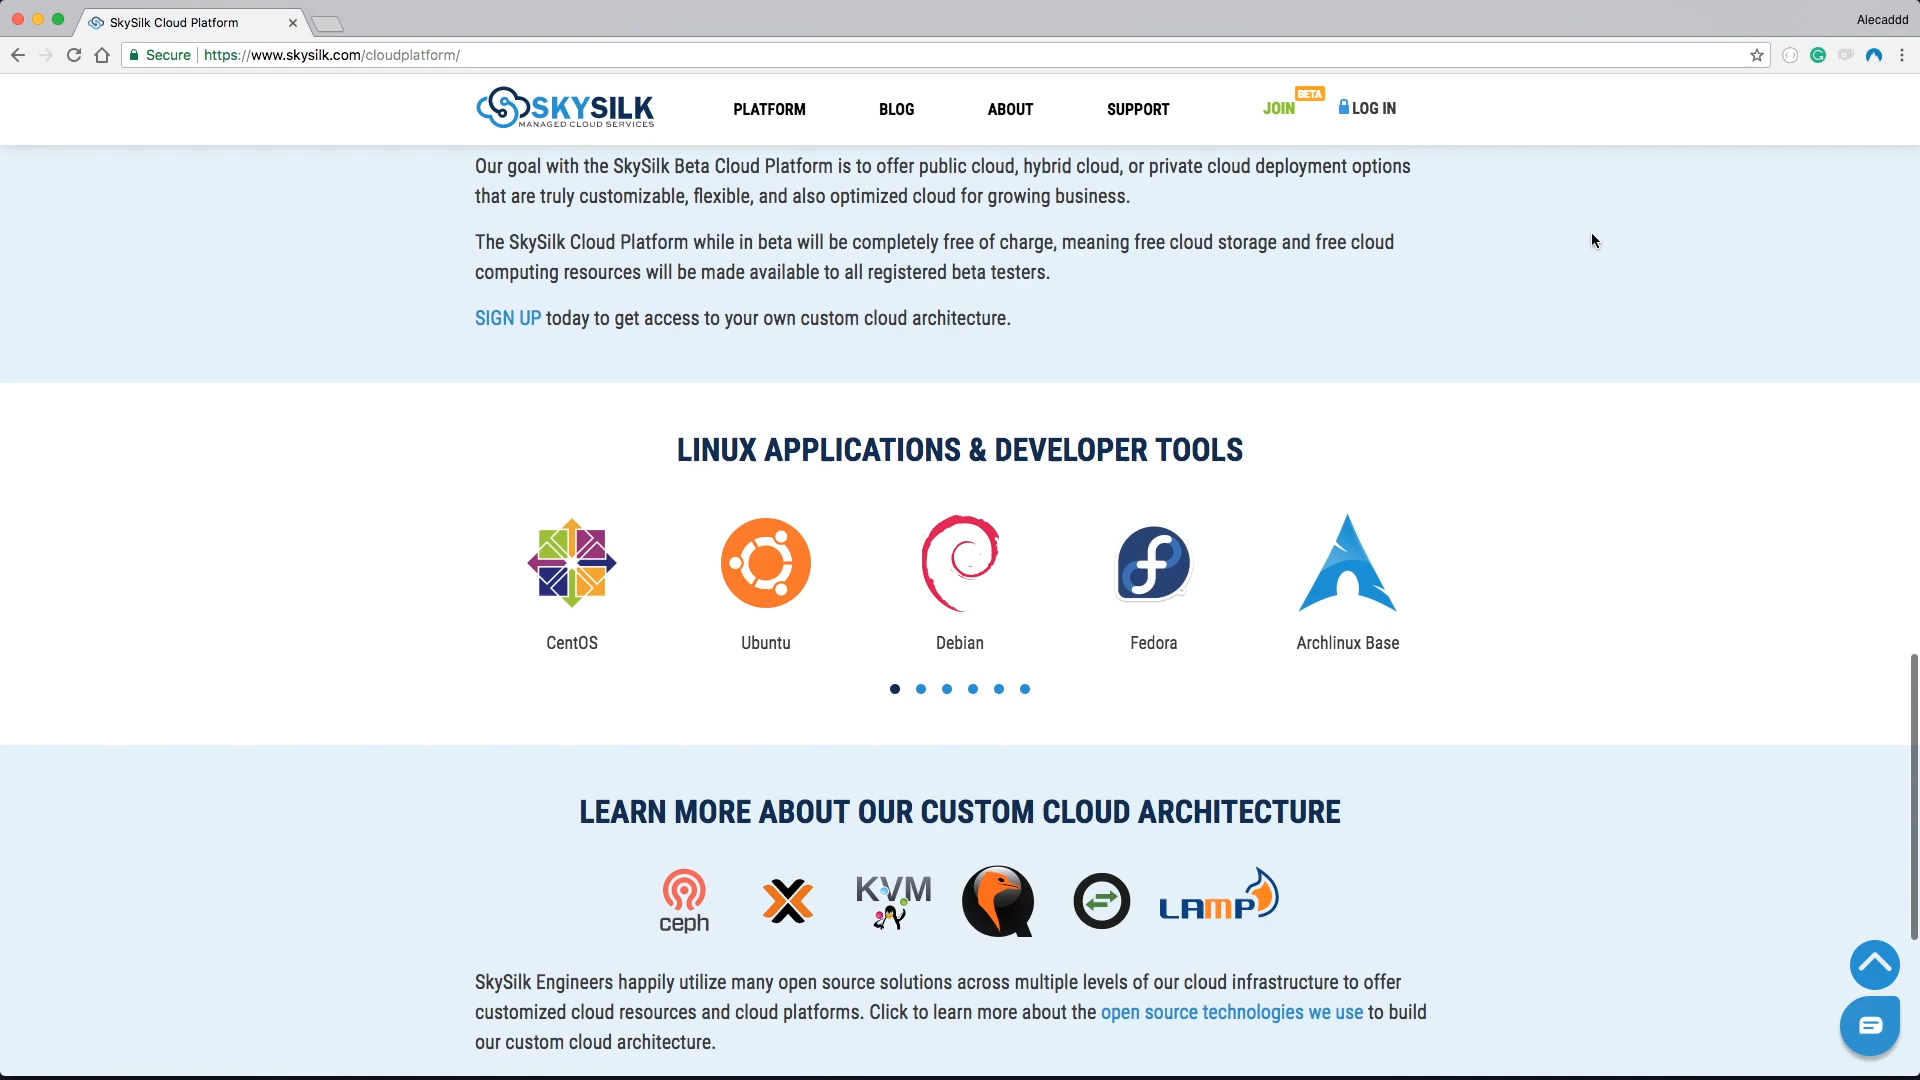 SkySilk Cloud Platform
Alecaddd
Secure
https://www.skysilk.com/cloudplatform/
SKYSILK
MANAGED CLOUD SERVICES
PLATFORM
BLOG
ABOUT
SUPPORT
JOIN
BETA
LOG IN
Our goal with the SkySilk Beta Cloud Platform is to offer public cloud, hybrid cloud, or private cloud deployment options
that are truly customizable, flexible, and also optimized cloud for growing business.
The SkySilk Cloud Platform while in beta will be completely free of charge, meaning free cloud storage and free cloud
computing resources will be made available to all registered beta testers.
SIGN UP today to get access to your own custom cloud architecture.
LINUX APPLICATIONS & DEVELOPER TOOLS
CentOS
Ubuntu
Debian
Fedora
Archlinux Base
LEARN MORE ABOUT OUR CUSTOM CLOUD ARCHITECTURE
ceph
KVM
LAMP
SkySilk Engineers happily utilize many open source solutions across multiple levels of our cloud infrastructure to offer
customized cloud resources and cloud platforms. Click to learn more about the open source technologies we use to build
our custom cloud architecture.